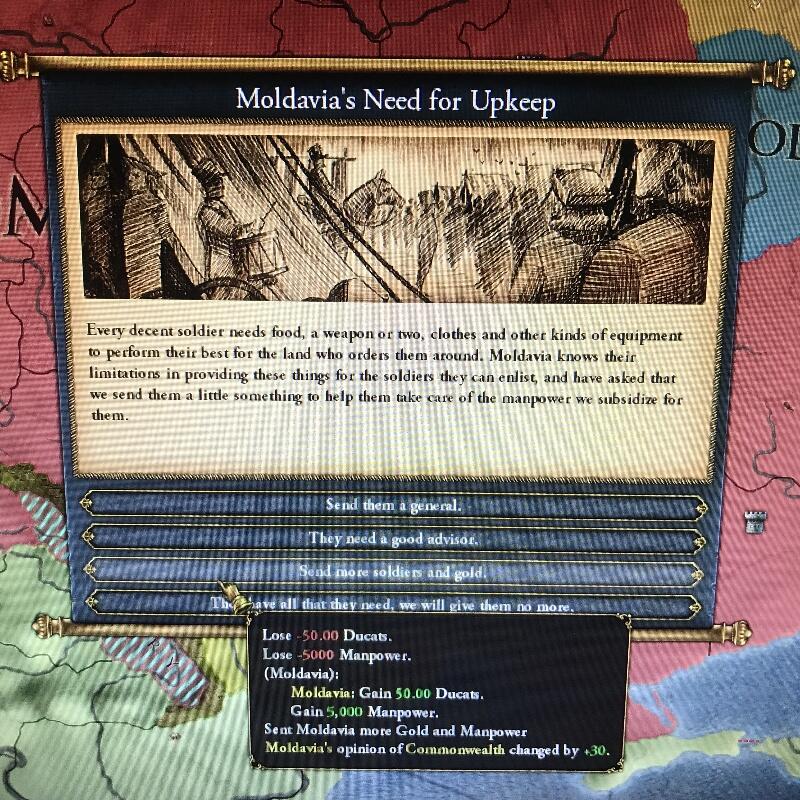 Moldavia's Need for Upkeep
M
OL
Every decent soldier needs food, a weapon or two, clothes and other kinds of equipment
to perform their best for the land who orders them around. Moldavia knows their
limitations in providing these things for the soldiers they can enlist, and have asked that
we send them a little something to help them take care of the manpower we subsidize for
them.
Send them a general.
They need a good advisor.
Send more soldiers and gold.
have all that they need, we will give them no more.
Lose -50.00 Ducats.
Lose -5000 Manpower.
(Moldavia):
Moldavia: Gain 50.00 Ducats.
Gain 5,000 Manpower.
Sent Moldavia more Gold and Manpower
Moldavia's opinion of Commonwealth changed by +30.